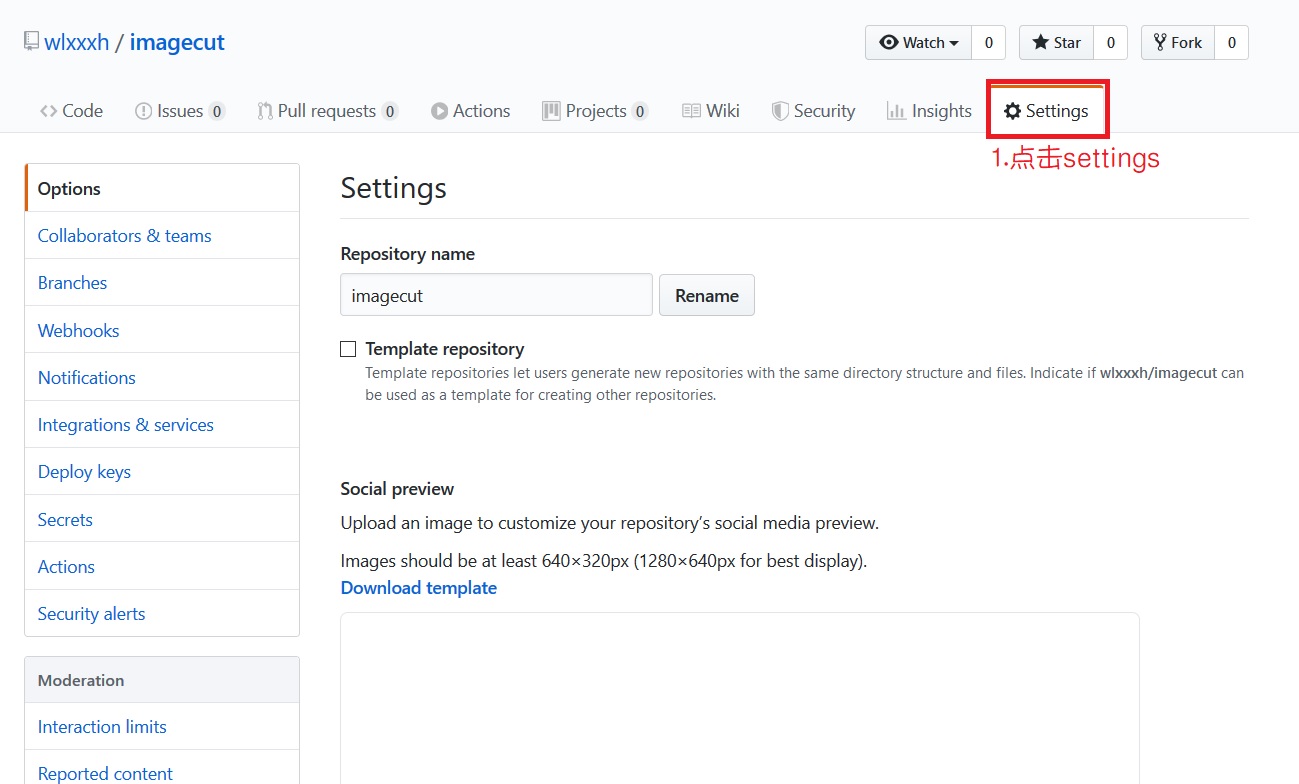 wlxxxh / imagecut
Watch 0 Star 0 Fork 0
Code Issues 0 Pull requests 0 Actions Projects 0 Wiki Security Insights Settings
1.点击settings
Options
Collaborators & teams
Branches
Webhooks
Notifications
Integrations & services
Deploy keys
Secrets
Actions
Security alerts
Moderation
Interaction limits
Reported content
Settings
Repository name
imagecut Rename
Template repository
Template repositories let users generate new repositories with the same directory structure and files. Indicate if wlxxxh/imagecut can
be used as a template for creating other repositories.
Social preview
Upload an image to customize your repository’s social media preview.
Images should be at least 640×320px (1280×640px for best display).
Download template